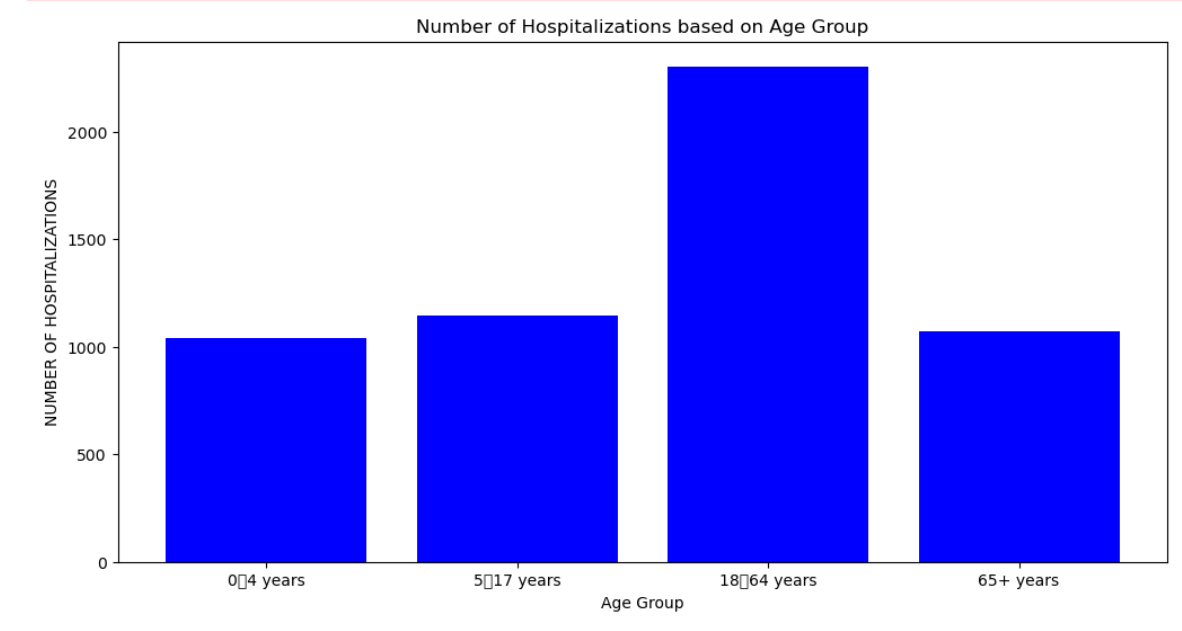 Number of Hospitalizations based on Age Group
NUMBER OF HOSPITALIZATIONS
2000
1500
1000
500
0
0▯4 years
5▯17 years
18▯64 years
65+ years
Age Group